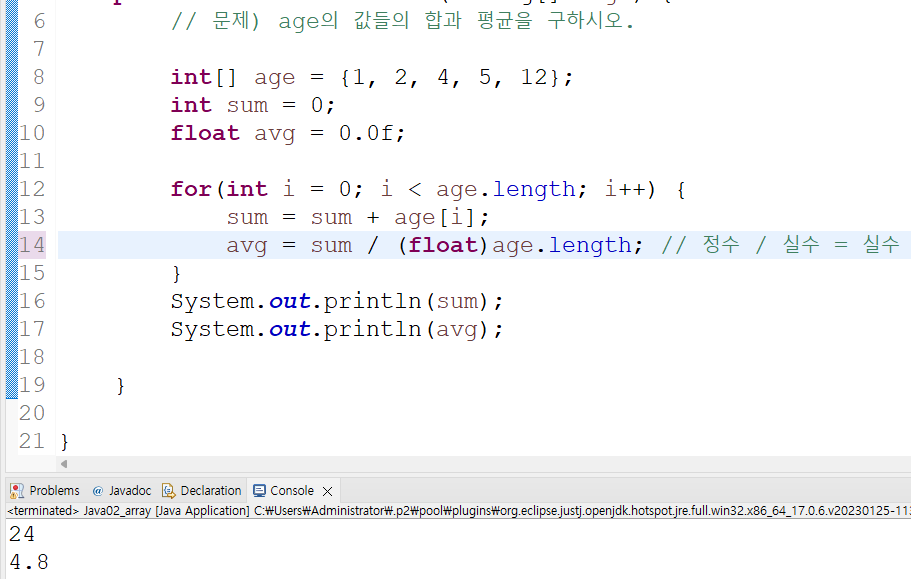 6 // 문제) age의 값들의 합과 평균을 구하시오.
7
8 int[] age = {1, 2, 4, 5, 12};
9 int sum = 0;
10 float avg = 0.0f;
11
12 for(int i = 0; i < age.length; i++) {
13 sum = sum + age[i];
14 avg = sum / (float)age.length; // 정수 / 실수 = 실수
15 }
16 System.out.println(sum);
17 System.out.println(avg);
18
19 }
20
21 }
Problems @ Javadoc Declaration Console
<terminated> Java02_array [Java Application] C:₩Users₩Administrator₩.p2₩pool₩plugins₩org.eclipse.justj.openjdk.hotspot.jre.full.win32.x86_64_17.0.6.v20230125-11
24
4.8